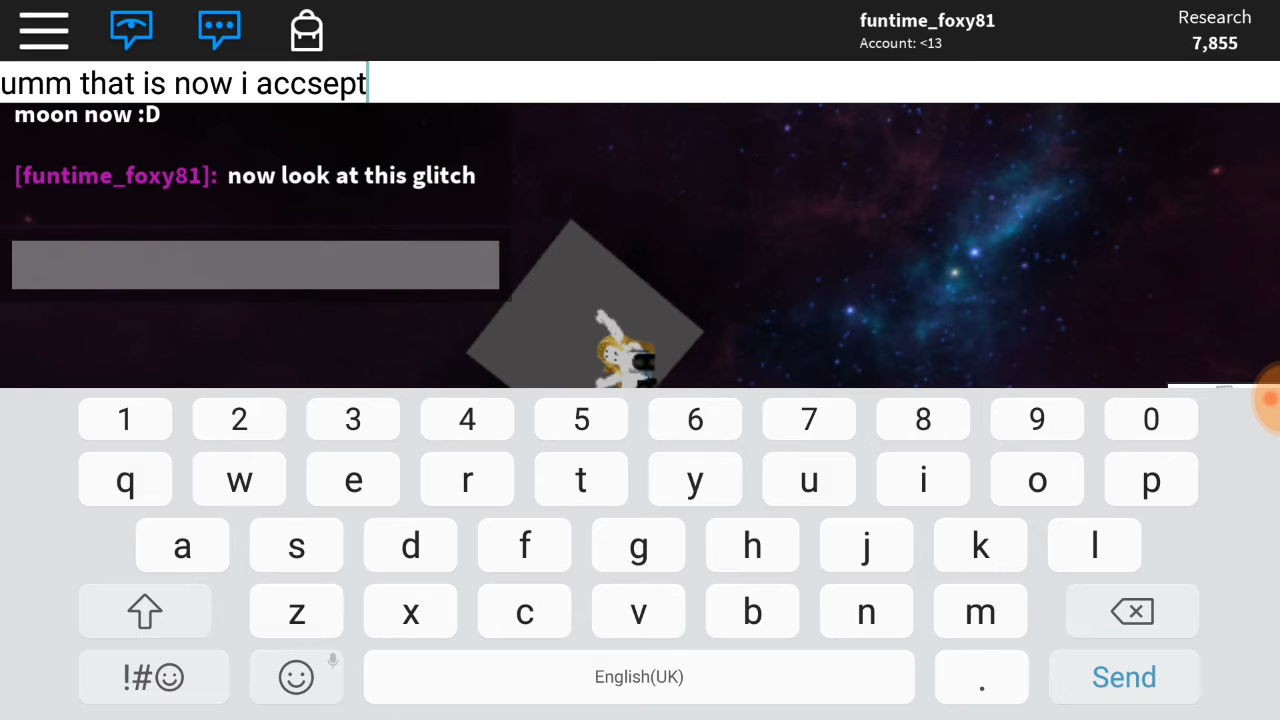 funtime_foxy81
Account: <13
Research
7,855
umm that is now i accsept
moon now :D
[funtime_foxy81]: now look at this glitch
1 2 3 4 5 6 7 8 9 0
q w e r t y u i o p
a s d f g h j k l
z x c v b n m
!#☺ English(UK) . Send